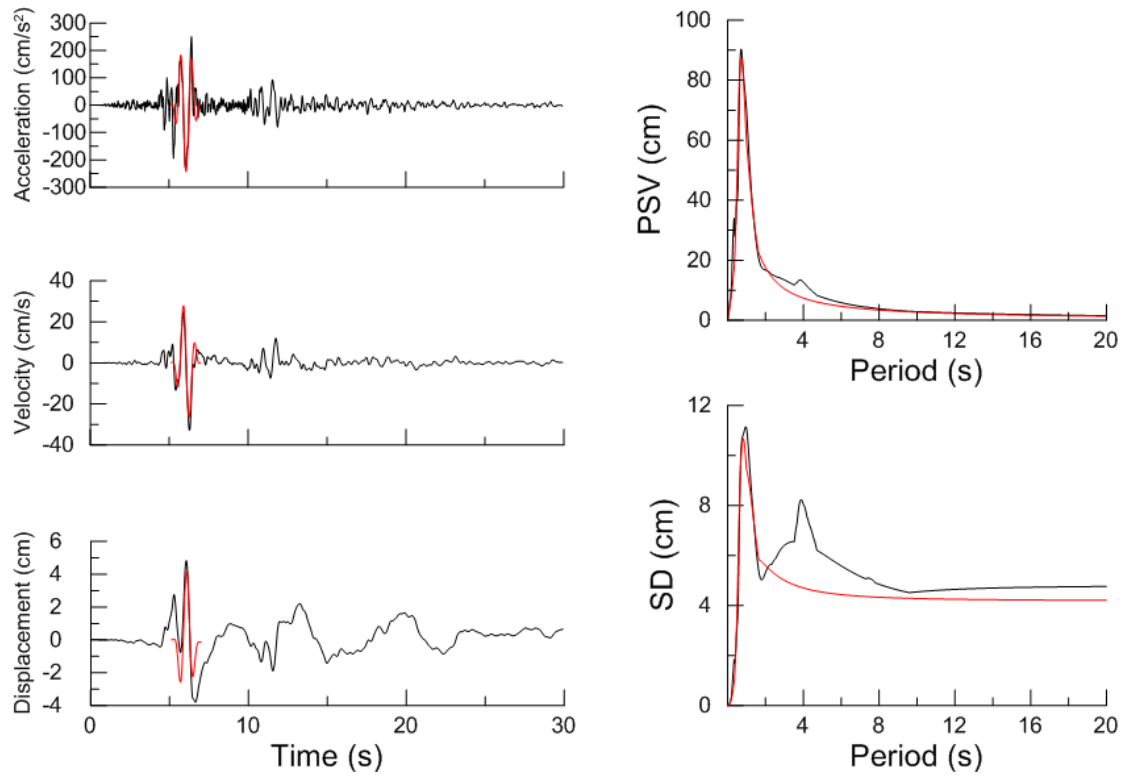 Acceleration (cm/s²)
300
200
100
0
-100
-200
-300
Velocity (cm/s)
40
20
0
-20
-40
Displacement (cm)
6
4
2
0
-2
-4
0 10 20 30
Time (s)
PSV (cm)
100
80
60
40
20
0
4 8 12 16 20
Period (s)
SD (cm)
12
8
4
0
4 8 12 16 20
Period (s)